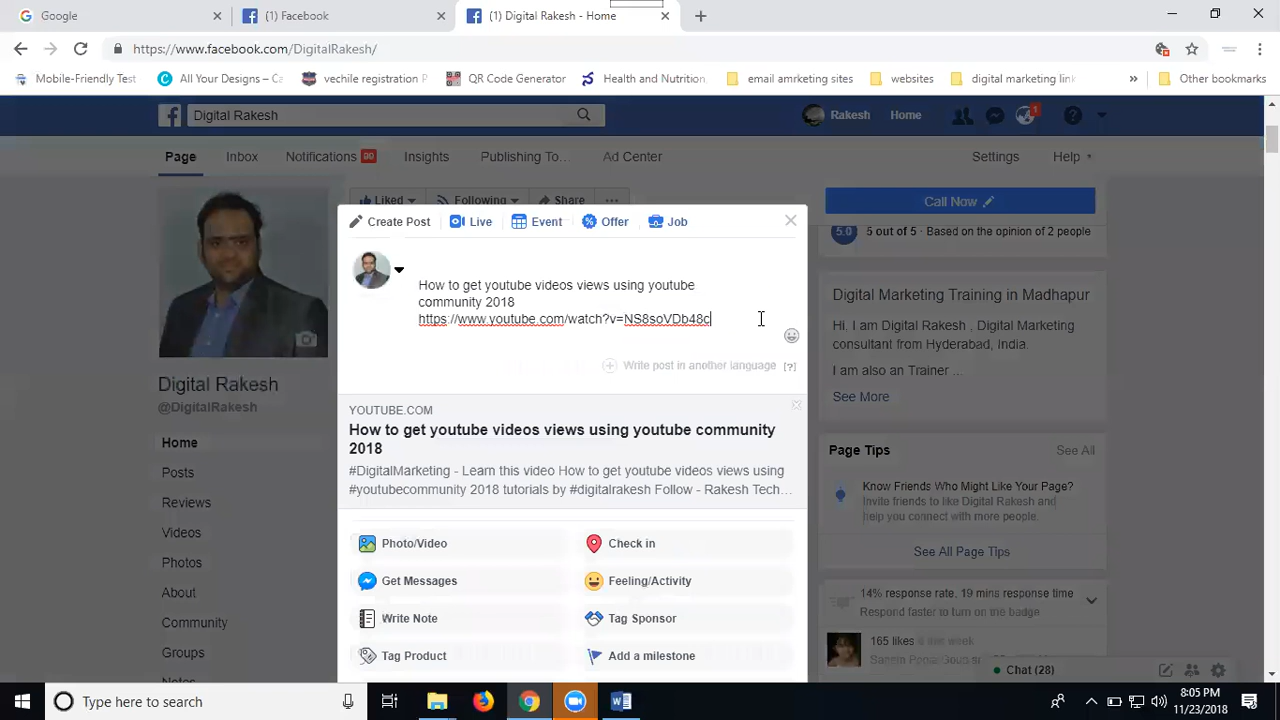 Google
(1) Facebook
(1) Digital Rakesh - Home
https://www.facebook.com/DigitalRakesh/
Mobile-Friendly Test
All Your Designs – Ca
vechile registration P
QR Code Generator
Health and Nutrition,
email amrketing sites
websites
digital marketing link
»
Other bookmarks
Digital Rakesh
Rakesh
Home
1
Page
Inbox
Notifications 90
Insights
Publishing To...
Ad Center
Settings
Help
Liked
Following
Share
...
Call Now
5.0
5 out of 5 · Based on the opinion of 2 people
Create Post
Live
Event
Offer
Job
How to get youtube videos views using youtube
community 2018
https://www.youtube.com/watch?v=NS8soVDb48c
Write post in another language [?]
YOUTUBE.COM
How to get youtube videos views using youtube community
2018
#DigitalMarketing - Learn this video How to get youtube videos views using
#youtubecommunity 2018 tutorials by #digitalrakesh Follow - Rakesh Tech...
Photo/Video
Check in
Get Messages
Feeling/Activity
Write Note
Tag Sponsor
Tag Product
Add a milestone
Digital Rakesh
@DigitalRakesh
Home
Posts
Reviews
Videos
Photos
About
Community
Groups
Notes
Digital Marketing Training in Madhapur
Hi. I am Digital Rakesh . Digital Marketing
consultant from Hyderabad, India.
I am also an Trainer ...
See More
Page Tips
See All
Know Friends Who Might Like Your Page?
Invite friends to like Digital Rakesh and
help you connect with more people.
See All Page Tips
14% response rate, 19 mins response time
Respond faster to turn on the badge
165 likes
Chat (28)
Type here to search
8:05 PM
11/23/2018